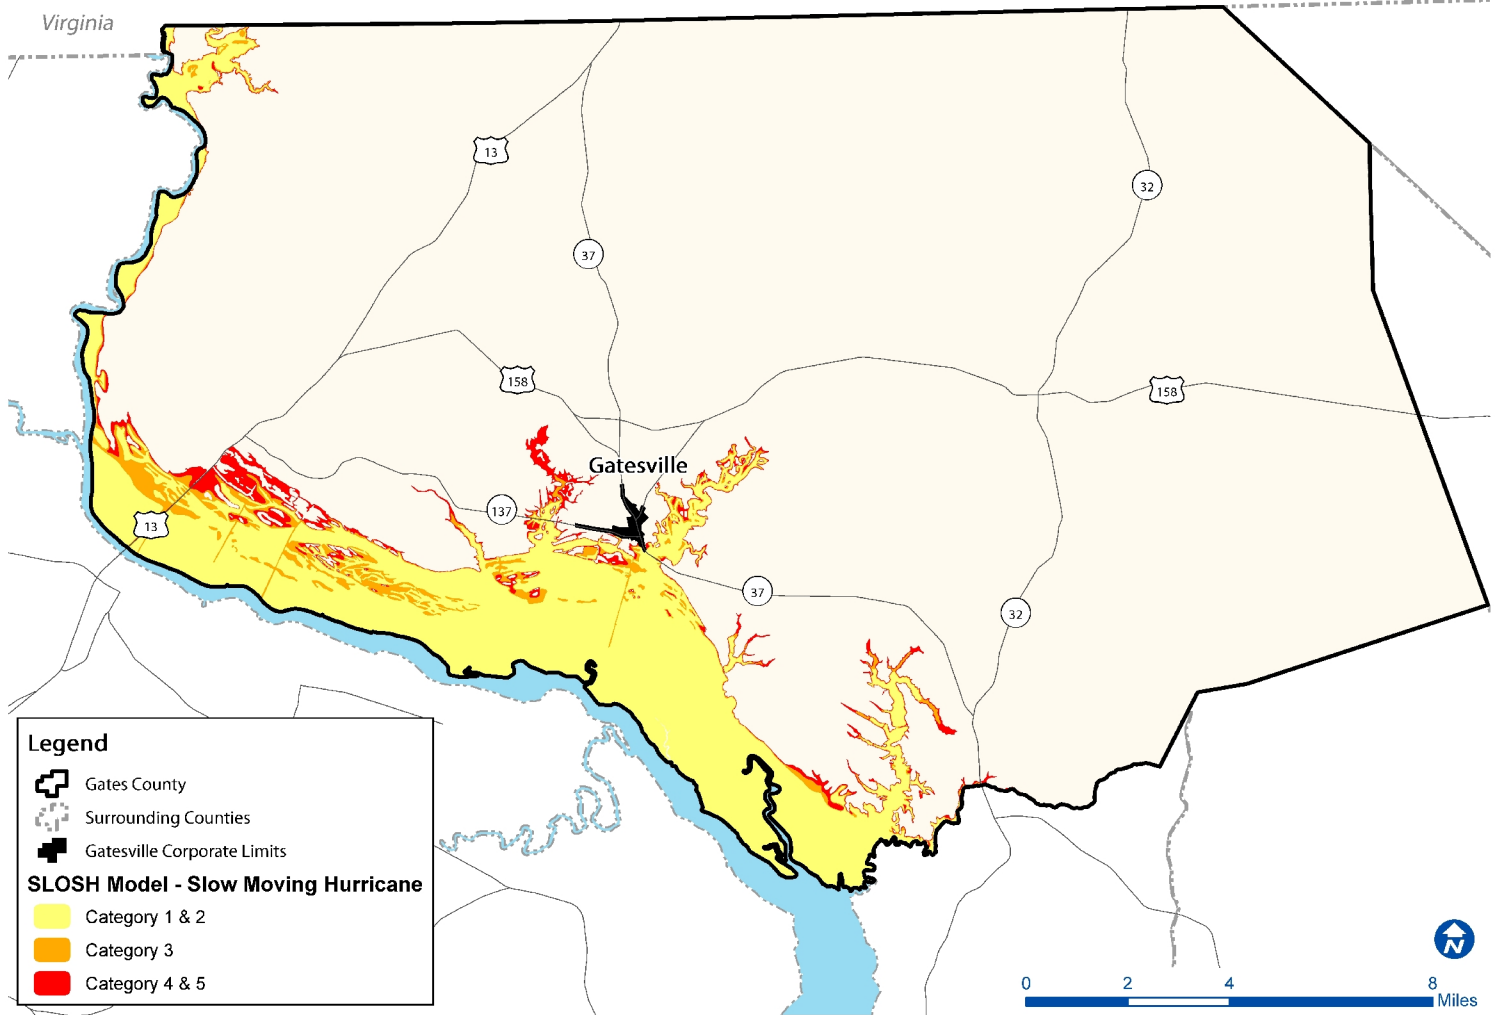 Virginia
13
32
37
158
158
Gatesville
137
13
37
32
Legend
Gates County
Surrounding Counties
Gatesville Corporate Limits
SLOSH Model - Slow Moving Hurricane
Category 1 & 2
Category 3
Category 4 & 5
N
0 2 4 8
Miles